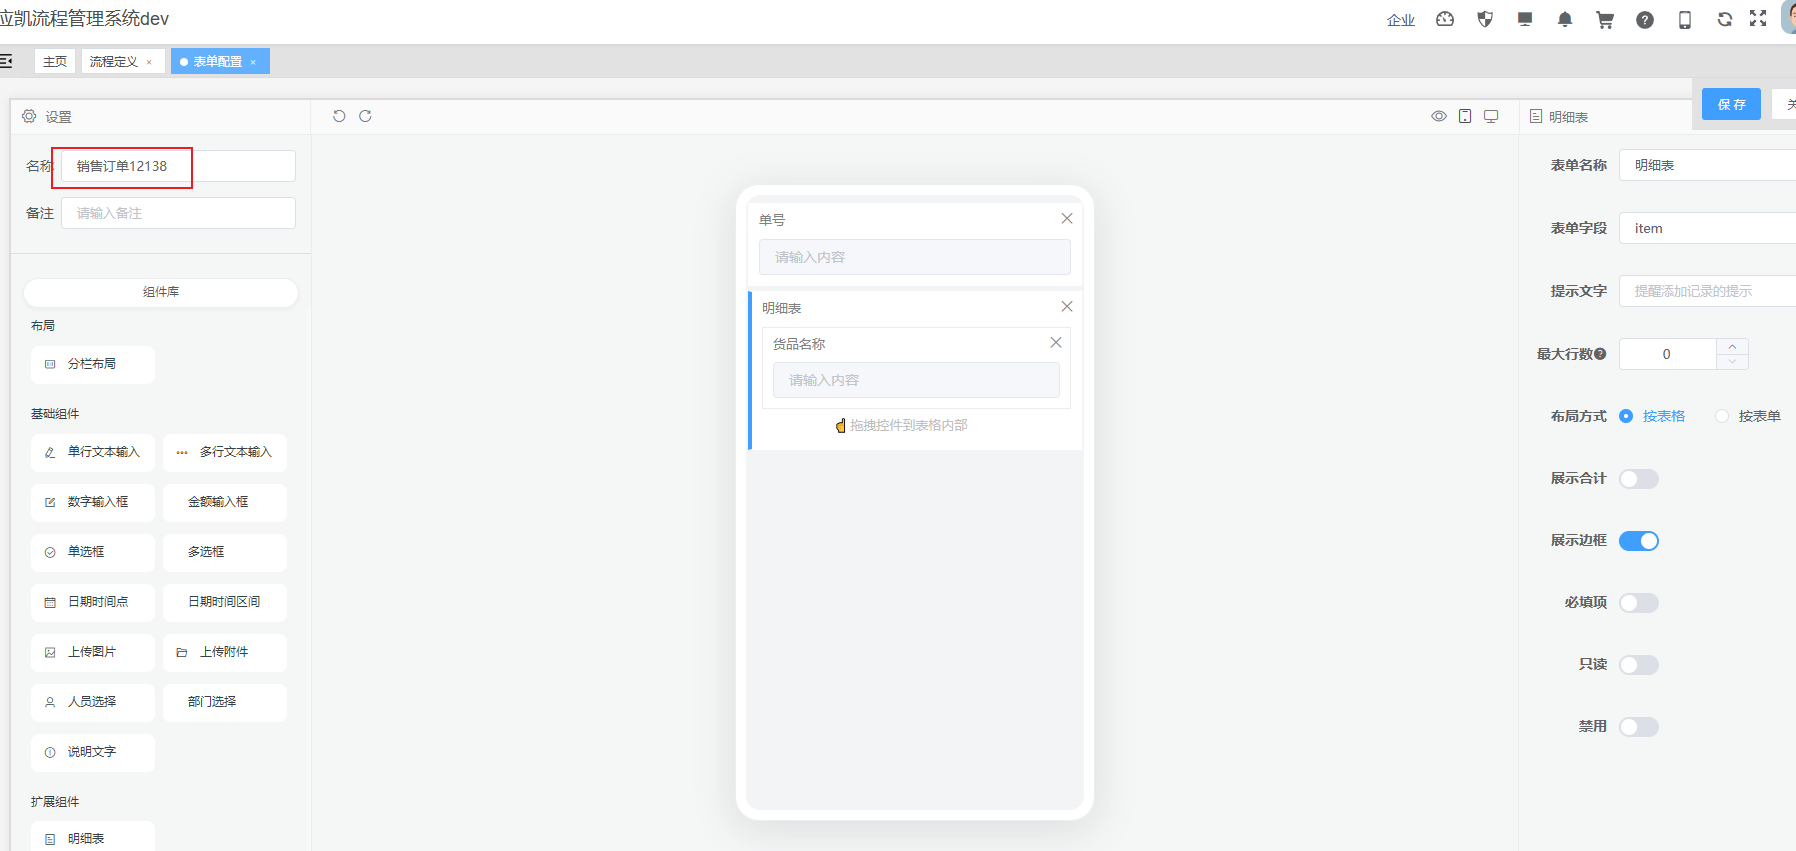 应凯流程管理系统dev
企业
主页
流程定义 ×
表单配置 ×
设置
明细表
保 存
名称 销售订单12138
备注 请输入备注
组件库
布局
分栏布局
基础组件
单行文本输入 多行文本输入
数字输入框 金额输入框
单选框 多选框
日期时间点 日期时间区间
上传图片 上传附件
人员选择 部门选择
说明文字
扩展组件
明细表
单号
请输入内容
明细表
货品名称
请输入内容
拖拽控件到表格内部
表单名称 明细表
表单字段 item
提示文字 提醒添加记录的提示
最大行数 0
布局方式 按表格 按表单
展示合计
展示边框
必填项
只读
禁用